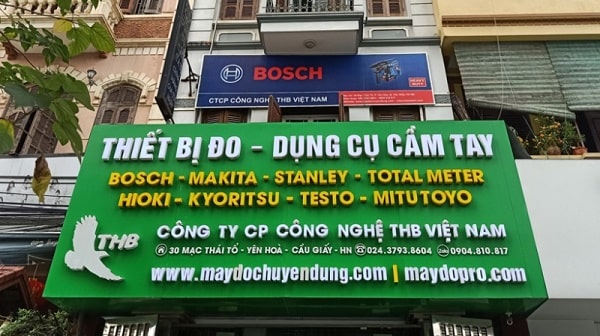 BOSCH
CTCP CÔNG NGHỆ THB VIỆT NAM
THIẾT BỊ ĐO - DỤNG CỤ CẦM TAY
BOSCH - MAKITA - STANLEY - TOTAL METER
HIOKI - KYORITSU - TESTO - MITUTOYO
THB
CÔNG TY CP CÔNG NGHỆ THB VIỆT NAM
30 MẠC THÁI TỔ - YÊN HOÀ - CẦU GIẤY - HN 024.3793.8604 Zalo 0904.810.817
www.maydochuyendung.com | maydopro.com